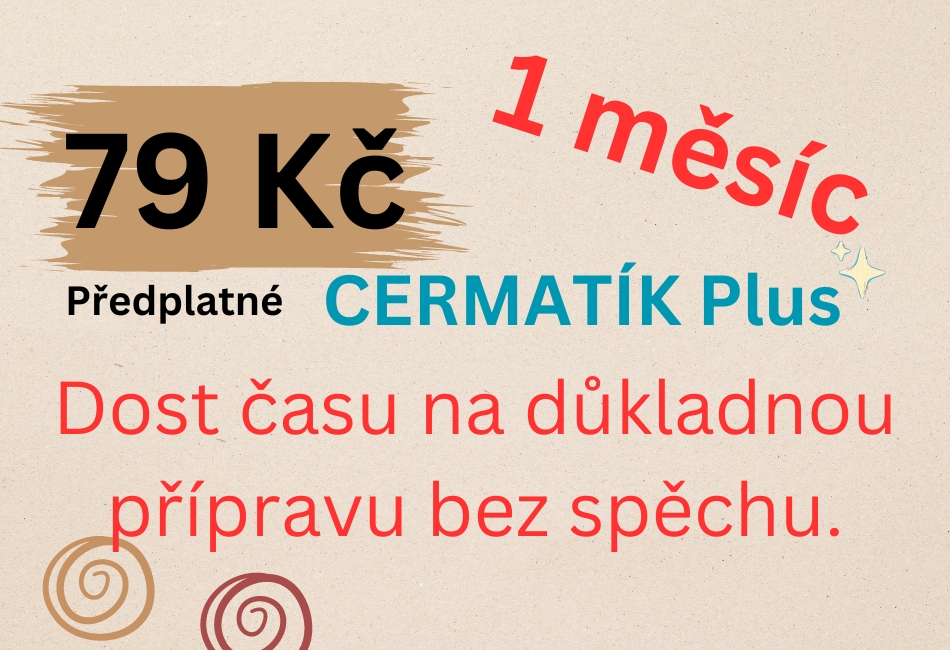 1 měsíc
79 Kč
Předplatné CERMATÍK Plus
Dost času na důkladnou
přípravu bez spěchu.